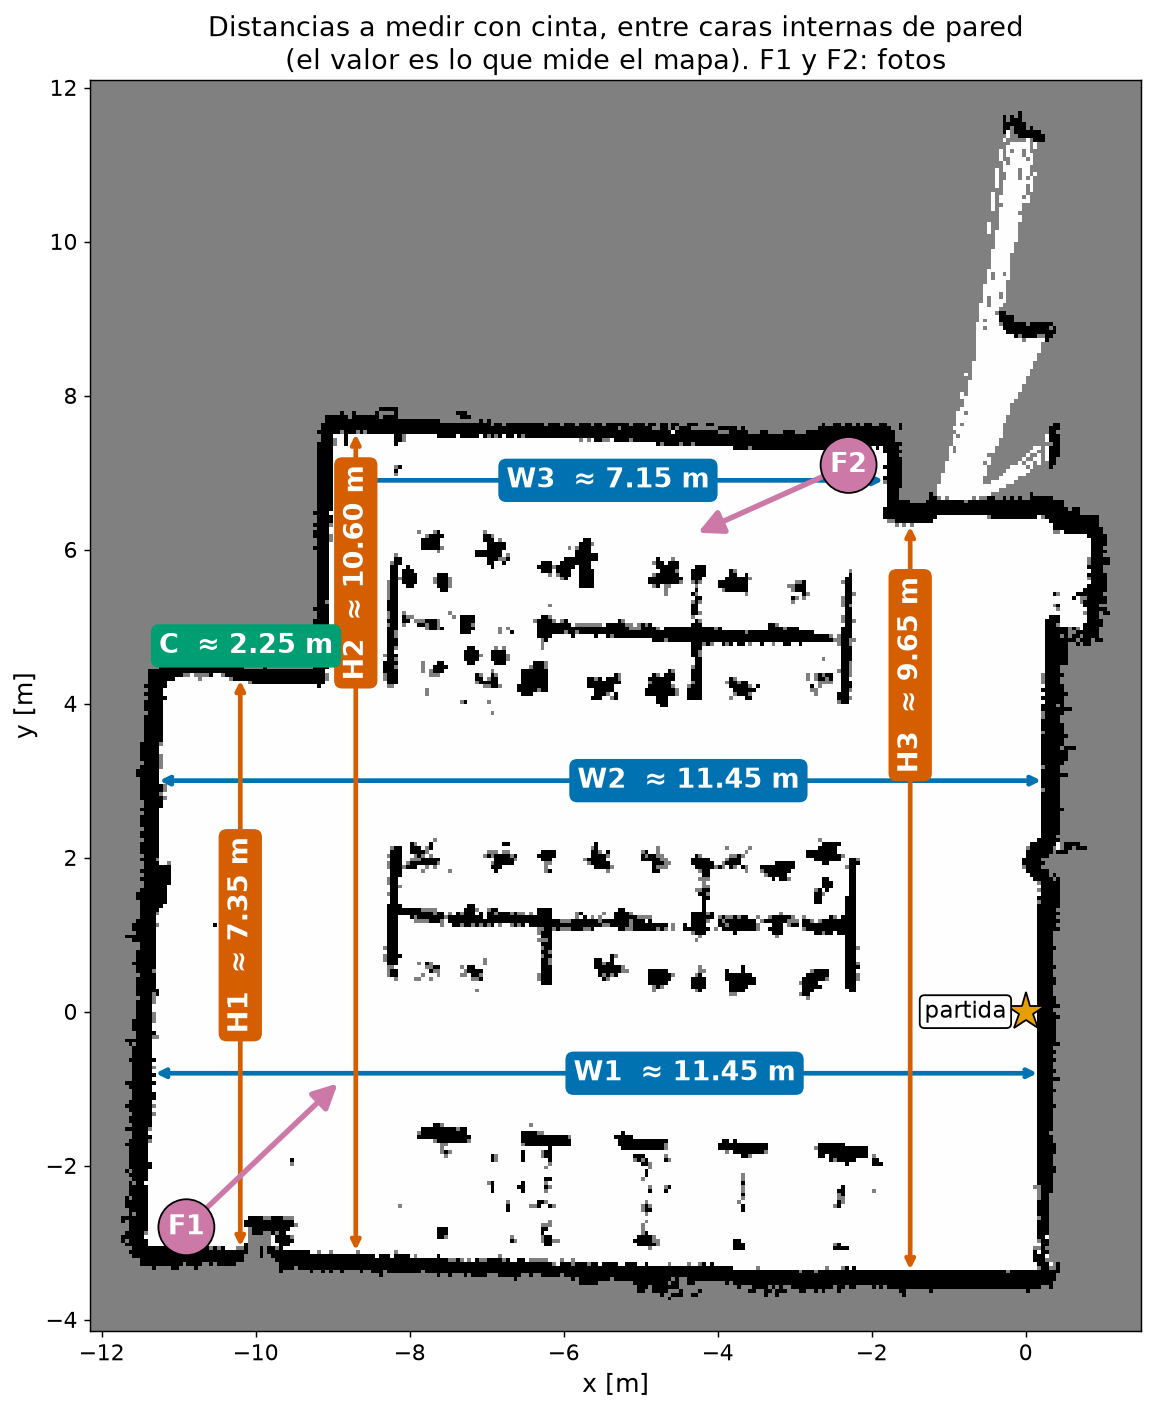 Distancias a medir con cinta, entre caras internas de pared
(el valor es lo que mide el mapa). F1 y F2: fotos
12
10
8
6
4
2
0
−2
−4
y [m]
W3 ≈ 7.15 m
F2
H2 ≈ 10.60 m
C ≈ 2.25 m
H3 ≈ 9.65 m
W2 ≈ 11.45 m
H1 ≈ 7.35 m
partida
W1 ≈ 11.45 m
F1
−12
−10
−8
−6
−4
−2
0
x [m]